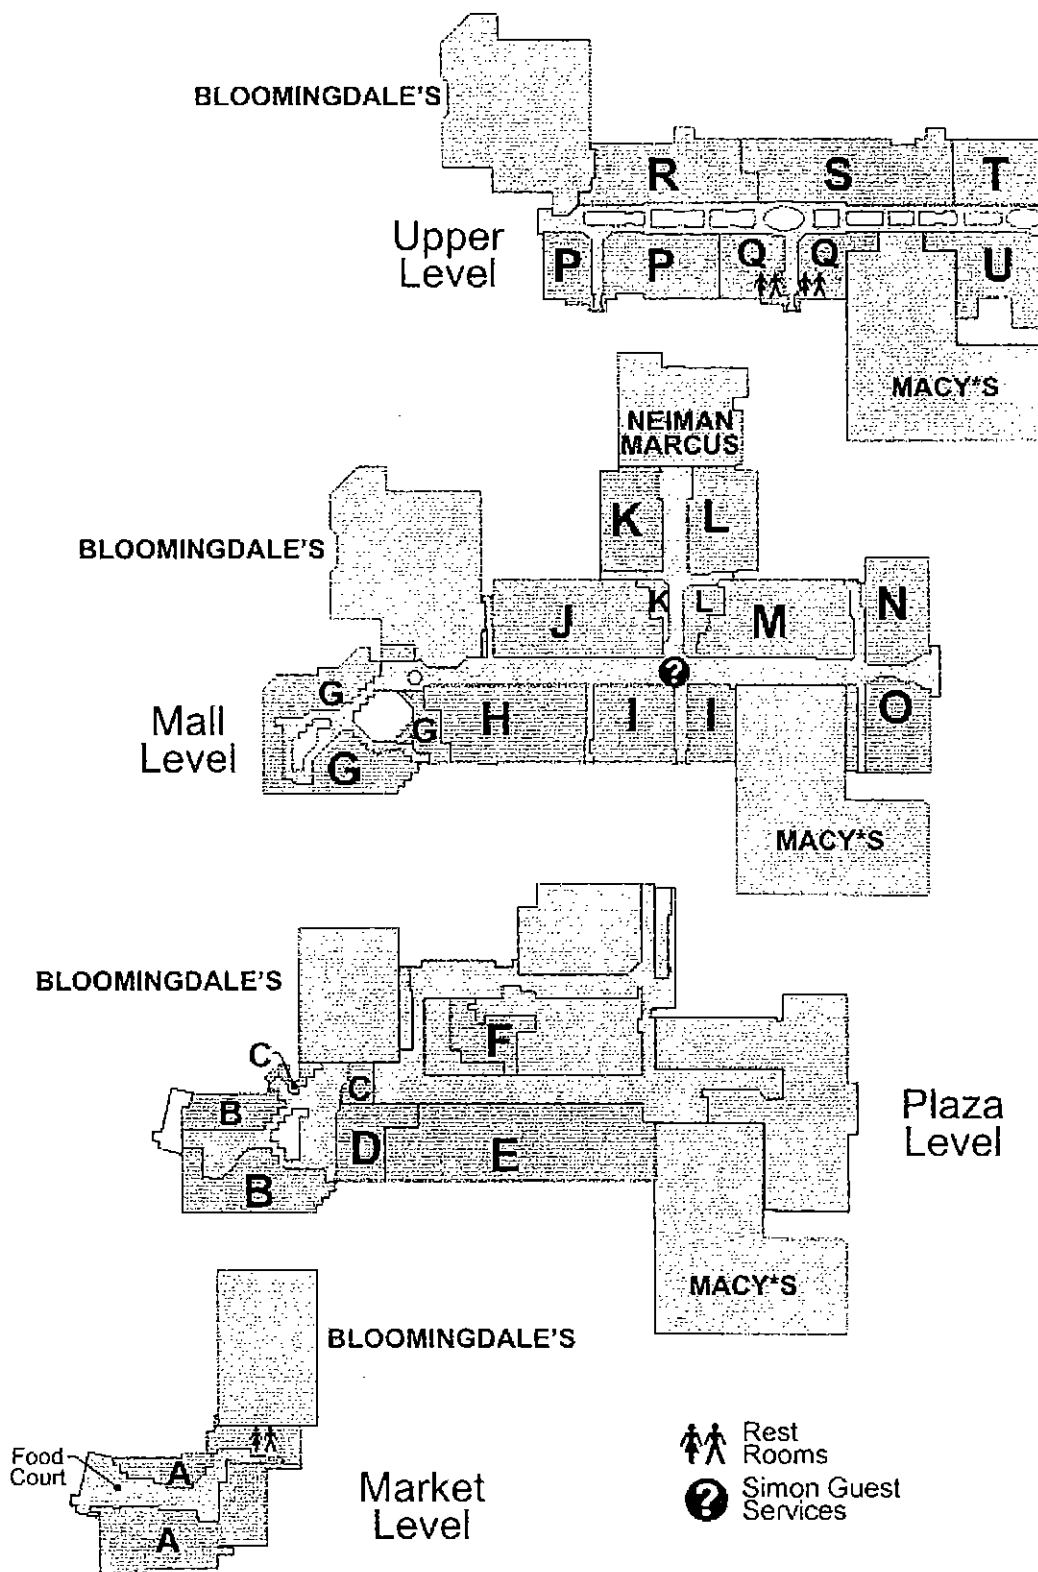 BLOOMINGDALE'S
R
S
T
Upper
Level
P
P
Q
Q
U
MACY*S
NEIMAN
MARCUS
K
L
BLOOMINGDALE'S
J
K
L
M
N
?
G
Mall
Level
G
G
H
I
I
O
MACY*S
BLOOMINGDALE'S
F
C
C
B
Plaza
Level
D
E
B
MACY*S
BLOOMINGDALE'S
Food
Court
A
A
Market
Level
Rest
Rooms
?
Simon Guest
Services